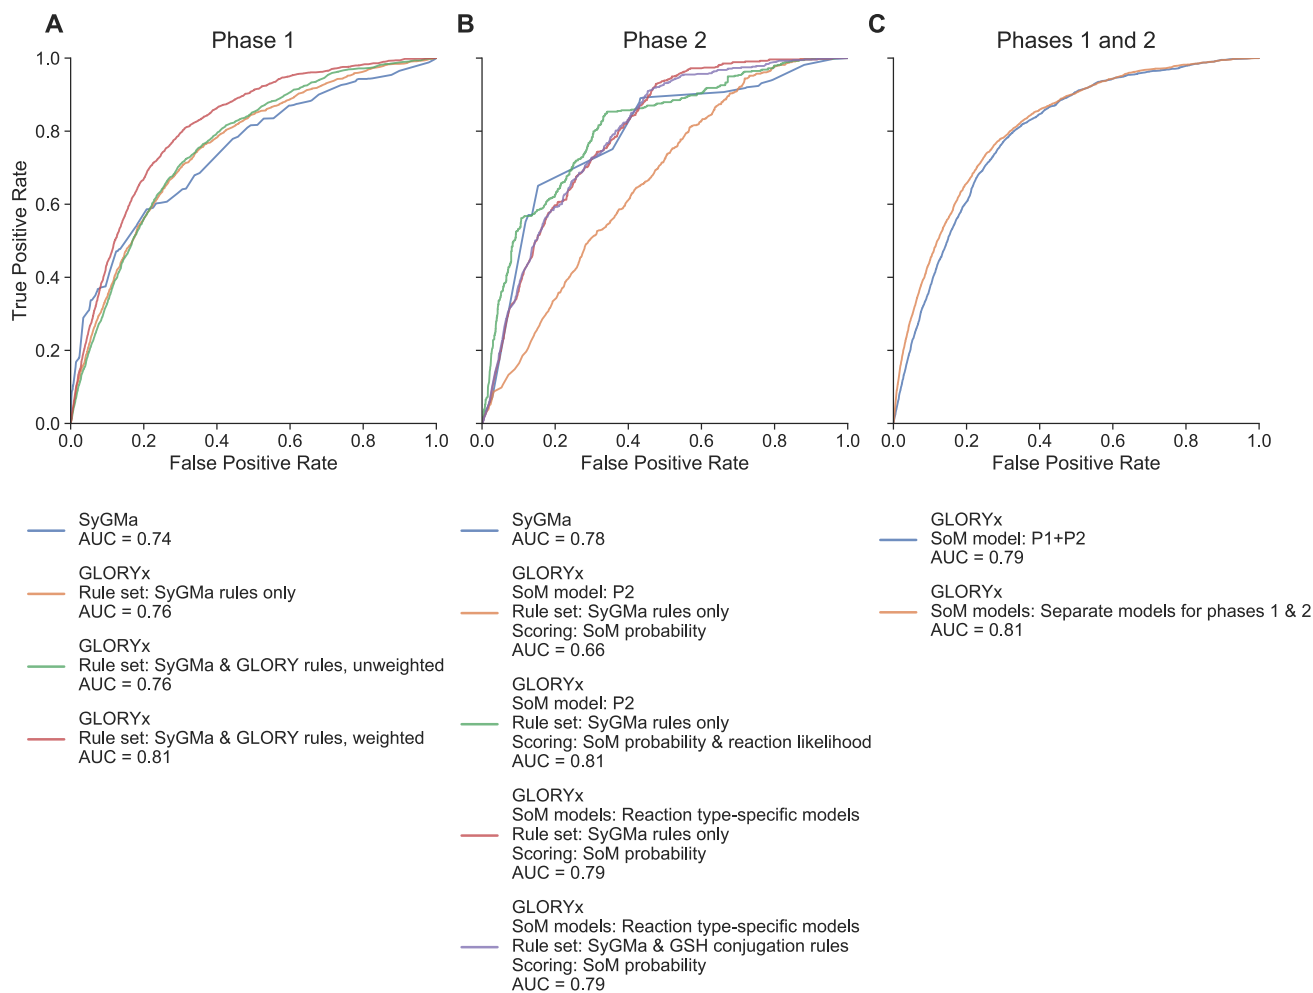 A
Phase 1
True Positive Rate
1.0
0.8
0.6
0.4
0.2
0.0
0.0 0.2 0.4 0.6 0.8 1.0
False Positive Rate
SyGMa
AUC = 0.74
GLORYx
Rule set: SyGMa rules only
AUC = 0.76
GLORYx
Rule set: SyGMa & GLORY rules, unweighted
AUC = 0.76
GLORYx
Rule set: SyGMa & GLORY rules, weighted
AUC = 0.81
B
Phase 2
0.0 0.2 0.4 0.6 0.8 1.0
False Positive Rate
SyGMa
AUC = 0.78
GLORYx
SoM model: P2
Rule set: SyGMa rules only
Scoring: SoM probability
AUC = 0.66
GLORYx
SoM model: P2
Rule set: SyGMa rules only
Scoring: SoM probability & reaction likelihood
AUC = 0.81
GLORYx
SoM models: Reaction type-specific models
Rule set: SyGMa rules only
Scoring: SoM probability
AUC = 0.79
GLORYx
SoM models: Reaction type-specific models
Rule set: SyGMa & GSH conjugation rules
Scoring: SoM probability
AUC = 0.79
C
Phases 1 and 2
0.0 0.2 0.4 0.6 0.8 1.0
False Positive Rate
GLORYx
SoM model: P1+P2
AUC = 0.79
GLORYx
SoM models: Separate models for phases 1 & 2
AUC = 0.81